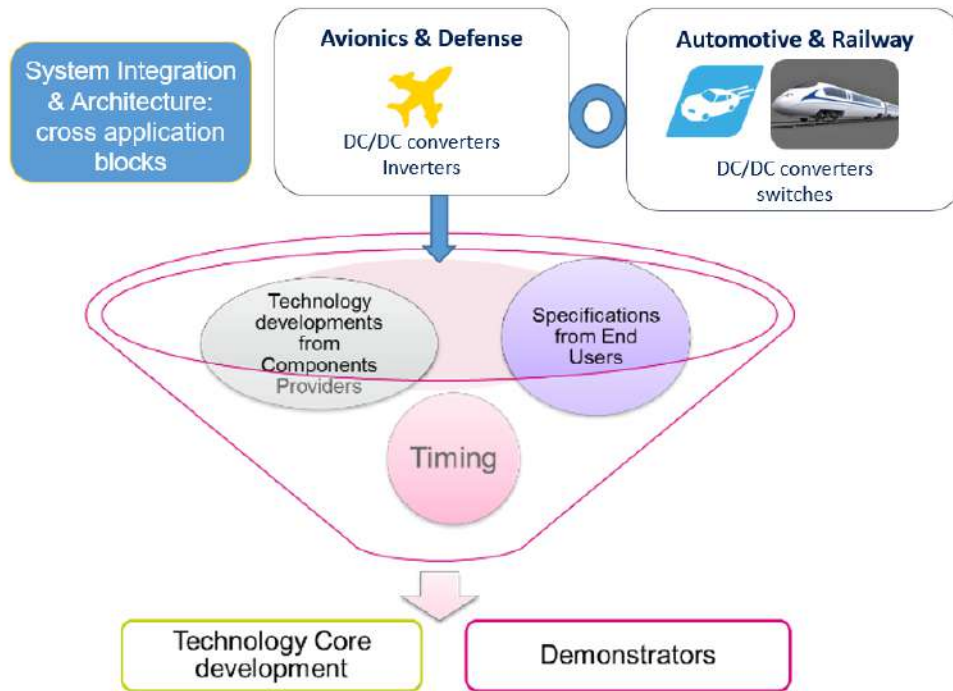 System Integration
& Architecture:
cross application
blocks
Avionics & Defense
DC/DC converters
Inverters
Automotive & Railway
DC/DC converters
switches
Technology
developments
from
Components
Providers
Specifications
from End
Users
Timing
Technology Core
development
Demonstrators